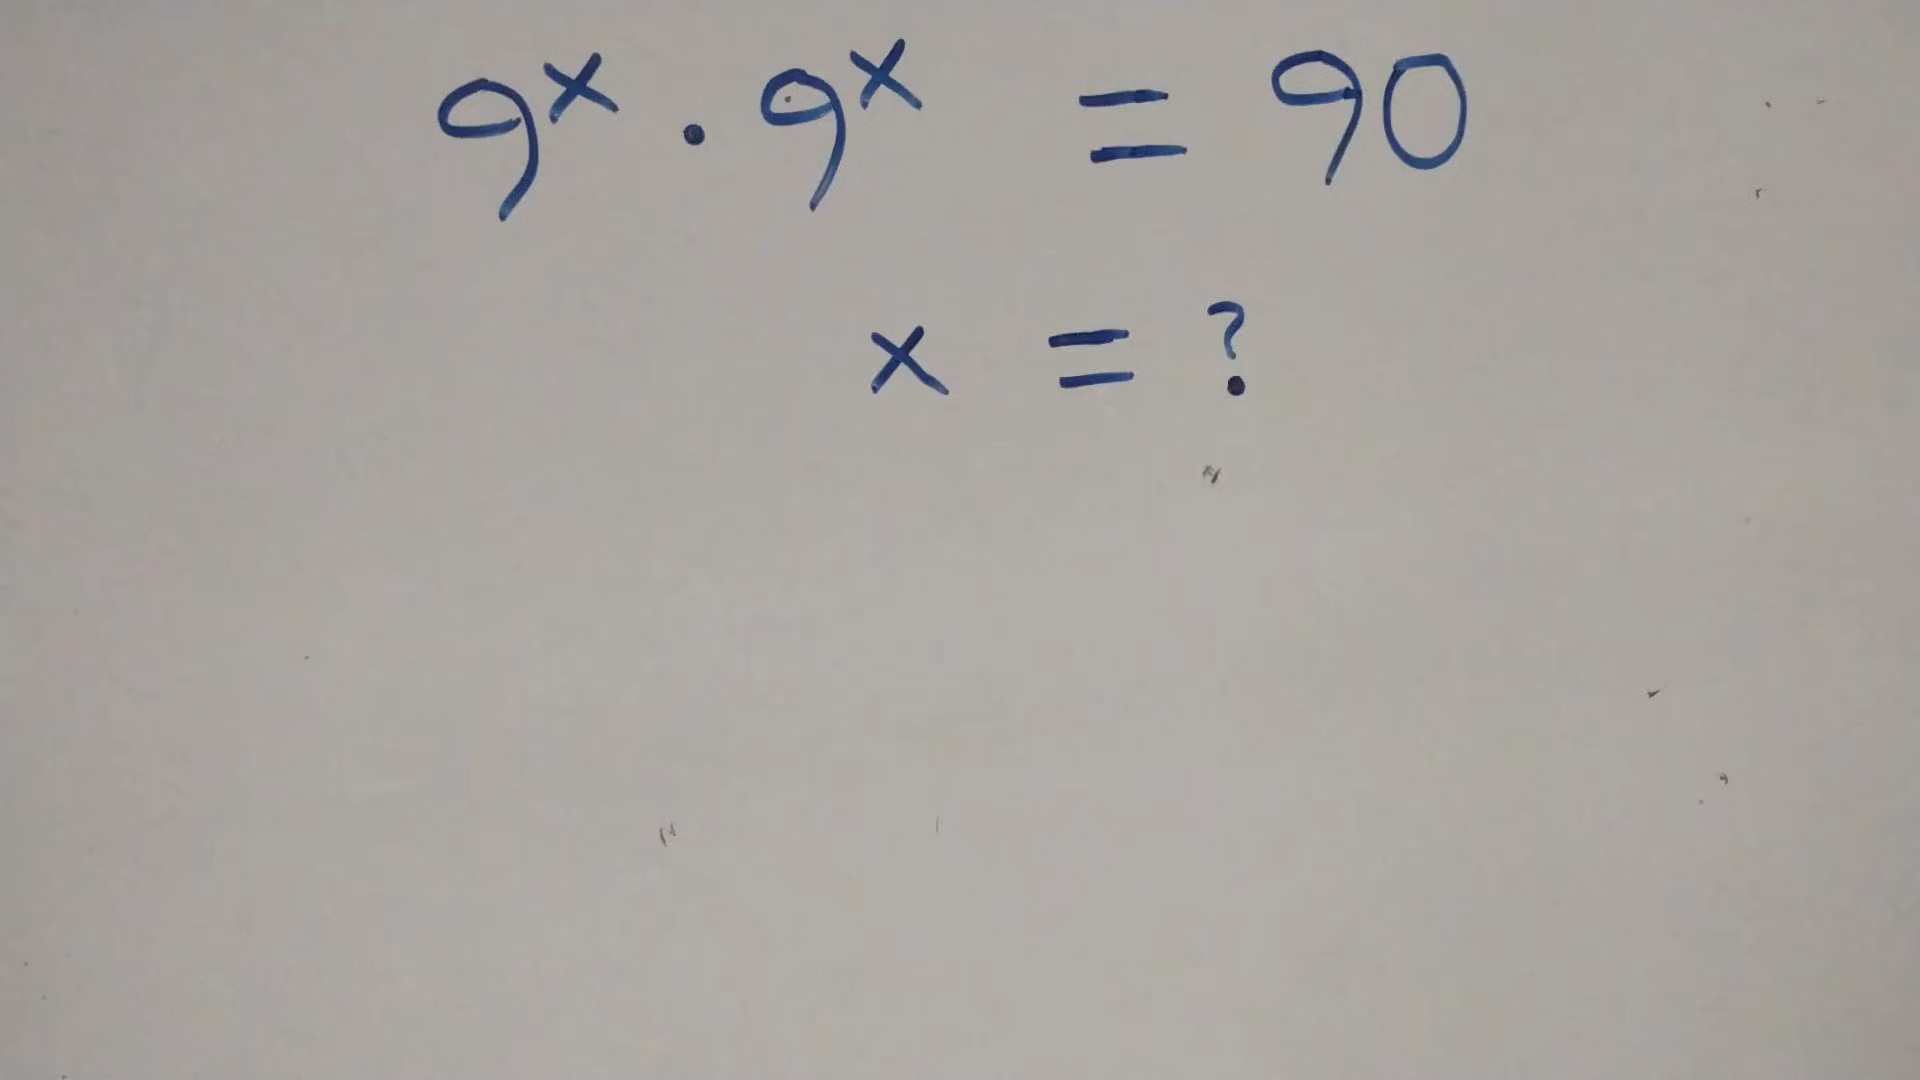 9ˣ · 9ˣ = 90
x = ?